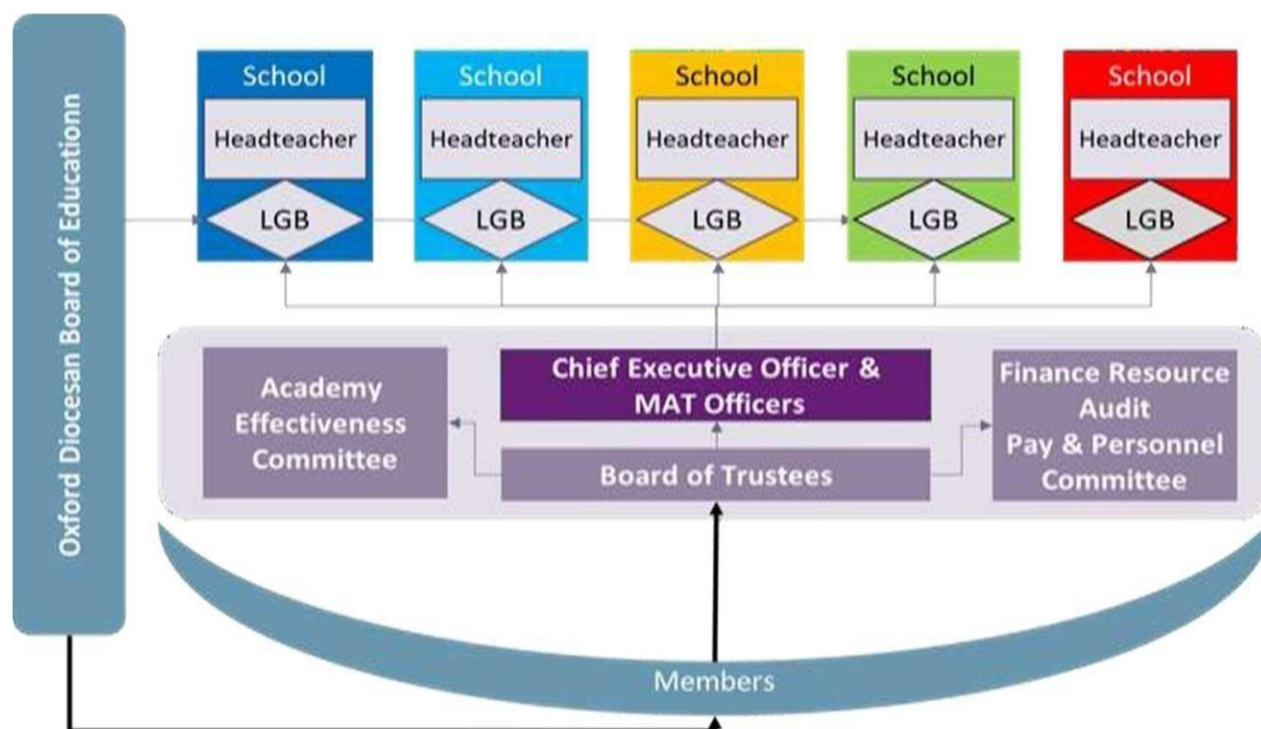 Oxford Diocesan Board of Educationn
School
Headteacher
LGB
School
Headteacher
LGB
School
Headteacher
LGB
School
Headteacher
LGB
School
Headteacher
LGB
Academy
Effectiveness
Committee
Chief Executive Officer &
MAT Officers
Board of Trustees
Finance Resource
Audit
Pay & Personnel
Committee
Members